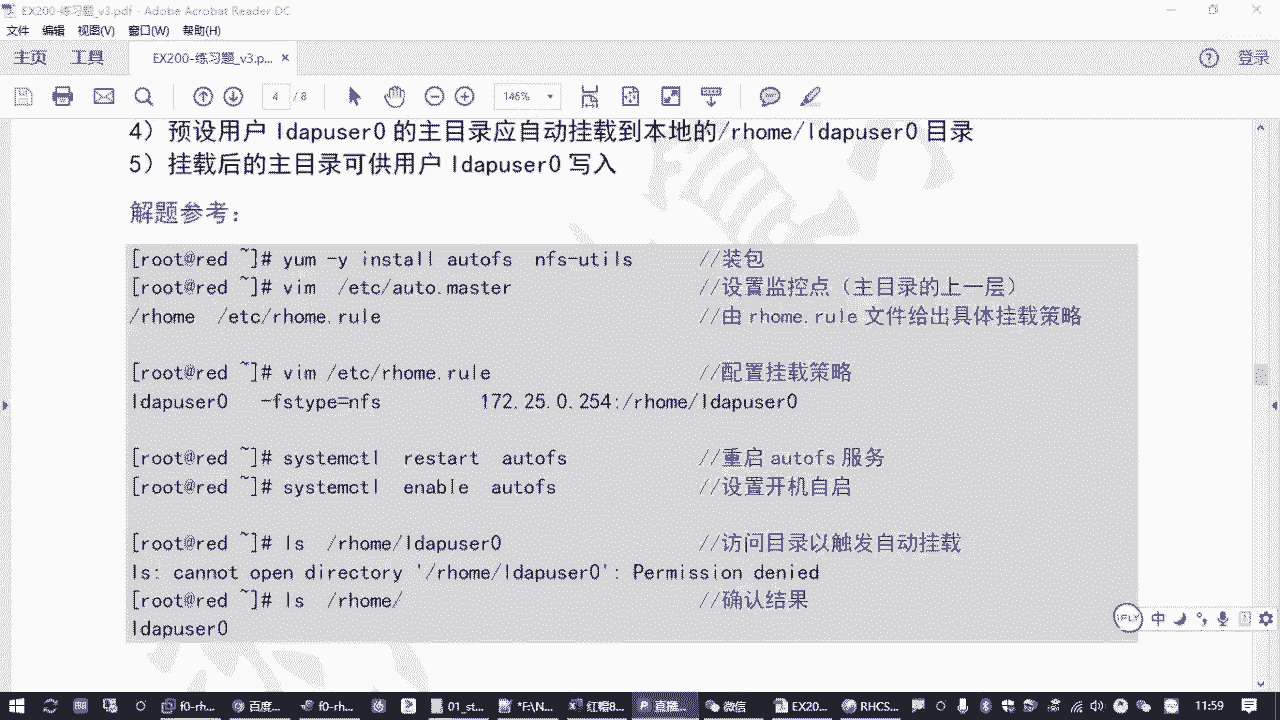 EX200-练习题_v3.pdf - Adobe Acrobat Reader DC
文件 编辑 视图(V) 窗口(W) 帮助(H)
主页 工具 EX200-练习题_v3.p... × 登录
4 / 8 146%
4）预设用户 ldapuser0 的主目录应自动挂载到本地的/rhome/ldapuser0 目录
5）挂载后的主目录可供用户 ldapuser0 写入
解题参考：
[root@red ~]# yum -y install autofs nfs-utils //装包
[root@red ~]# vim /etc/auto.master //设置监控点（主目录的上一层）
/rhome /etc/rhome.rule //由 rhome.rule 文件给出具体挂载策略
[root@red ~]# vim /etc/rhome.rule //配置挂载策略
ldapuser0 -fstype=nfs 172.25.0.254:/rhome/ldapuser0
[root@red ~]# systemctl restart autofs //重启 autofs 服务
[root@red ~]# systemctl enable autofs //设置开机自启
[root@red ~]# ls /rhome/ldapuser0 //访问目录以触发自动挂载
ls: cannot open directory '/rhome/ldapuser0': Permission denied
[root@red ~]# ls /rhome/ //确认结果
ldapuser0
iFLY 中
f0-rh... 百度... f0-rh... 01_st... *F\N... 红帽8... 直播... 微信 EX20... RHCS... 11:59